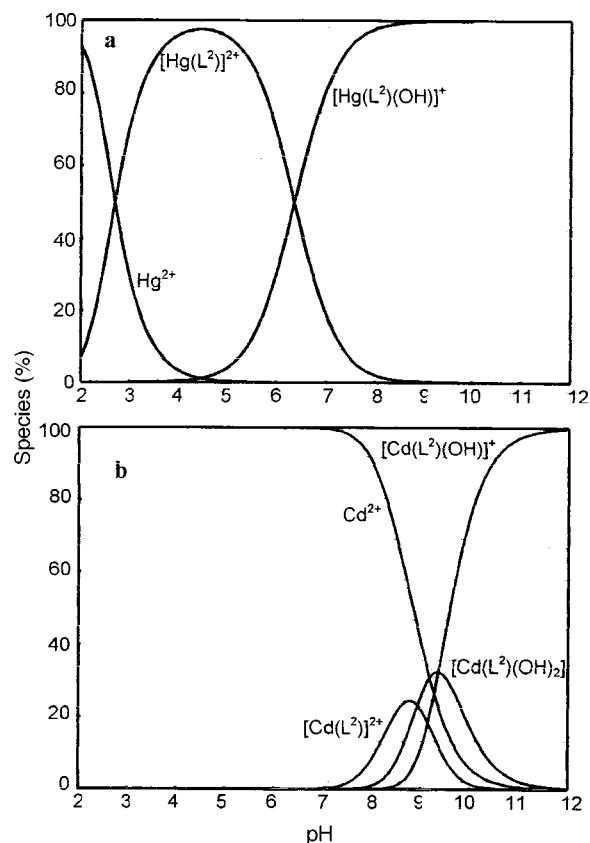 100
a
[Hg(L²)]²⁺
[Hg(L²)(OH)]⁺
80
60
40
Hg²⁺
20
0
2 3 4 5 6 7 8 9 10 11 12
Species (%)
100
b
[Cd(L²)(OH)]⁺
Cd²⁺
80
60
40
[Cd(L²)(OH)₂]
[Cd(L²)]²⁺
20
0
2 3 4 5 6 7 8 9 10 11 12
pH